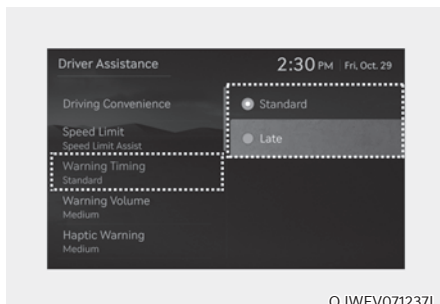 Driver Assistance
2:30 PM Fri, Oct. 29
Driving Convenience
Standard
Speed Limit
Speed Limit Assist
Late
Warning Timing
Standard
Warning Volume
Medium
Haptic Warning
Medium